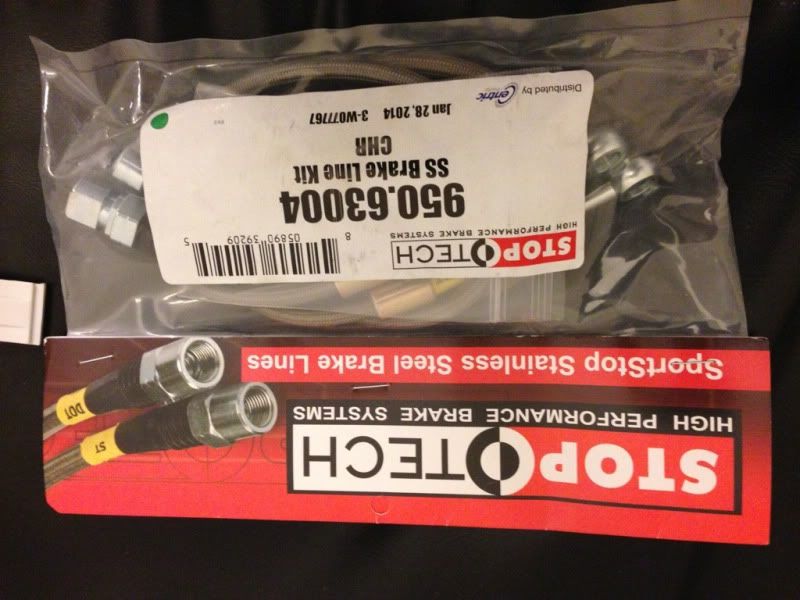 STOPTECH
HIGH PERFORMANCE BRAKE SYSTEMS
SportStop Stainless Steel Brake Lines
ST
DOT
STOPTECH
HIGH PERFORMANCE BRAKE SYSTEMS
8 05890 39209 5
950.63004
SS Brake Line Kit
CHR
Jan 28, 2014 3-W077767
Distributed by Centric